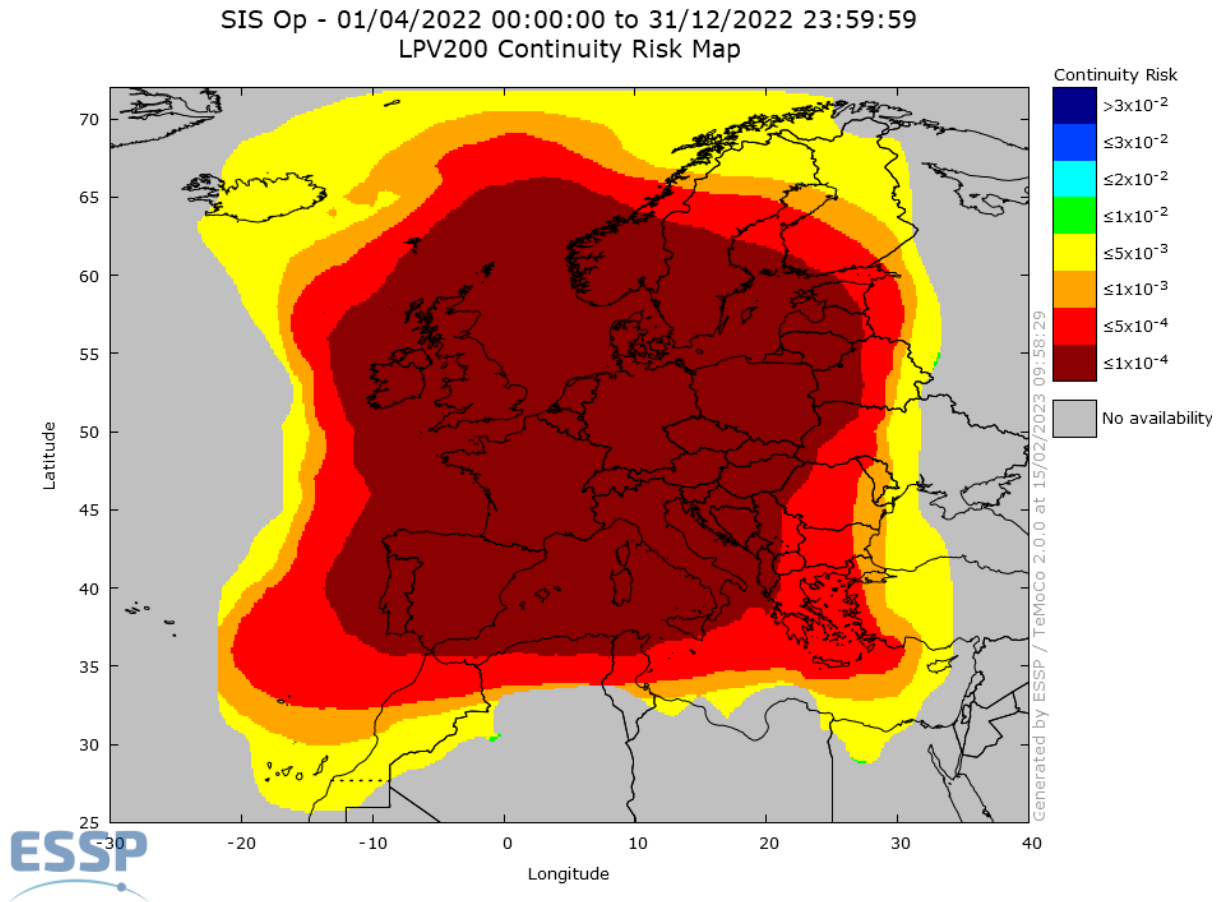 SIS Op - 01/04/2022 00:00:00 to 31/12/2022 23:59:59
LPV200 Continuity Risk Map
Continuity Risk
>3x10⁻²
≤3x10⁻²
≤2x10⁻²
≤1x10⁻²
≤5x10⁻³
≤1x10⁻³
≤5x10⁻⁴
≤1x10⁻⁴
No availability
Generated by ESSP / TeMoCo 2.0.0 at 15/02/2023 09:58:29
Latitude
70
65
60
55
50
45
40
35
30
25
-30
-20
-10
0
10
20
30
40
Longitude
ESSP